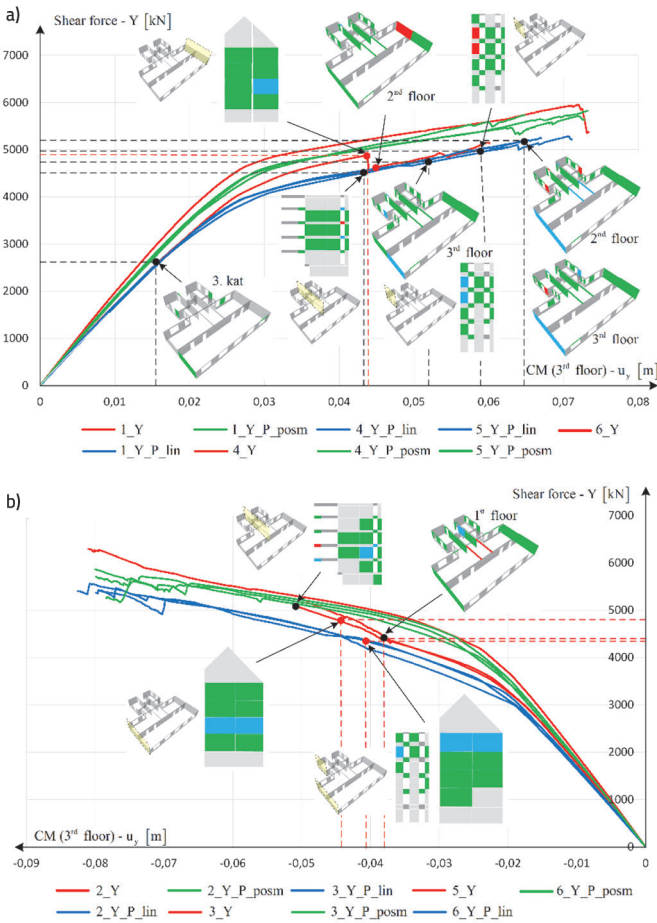 a)
Shear force - Y [kN]
7000
6000
5000
4000
3000
2000
1000
0
2nd floor
3rd floor
2nd floor
3rd floor
3. kat
CM (3rd floor) - uy [m]
0 0,01 0,02 0,03 0,04 0,05 0,06 0,07 0,08
1_Y 1_Y_P_posm 4_Y_P_lin 5_Y_P_lin 6_Y
1_Y_P_lin 4_Y 4_Y_P_posm 5_Y_P_posm
b)
Shear force - Y [kN]
7000
6000
5000
4000
3000
2000
1000
0
1st floor
CM (3rd floor) - uy [m]
-0,09 -0,08 -0,07 -0,06 -0,05 -0,04 -0,03 -0,02 -0,01 0
2_Y 2_Y_P_posm 3_Y_P_lin 5_Y 6_Y_P_posm
2_Y_P_lin 3_Y 3_Y_P_posm 6_Y_P_lin